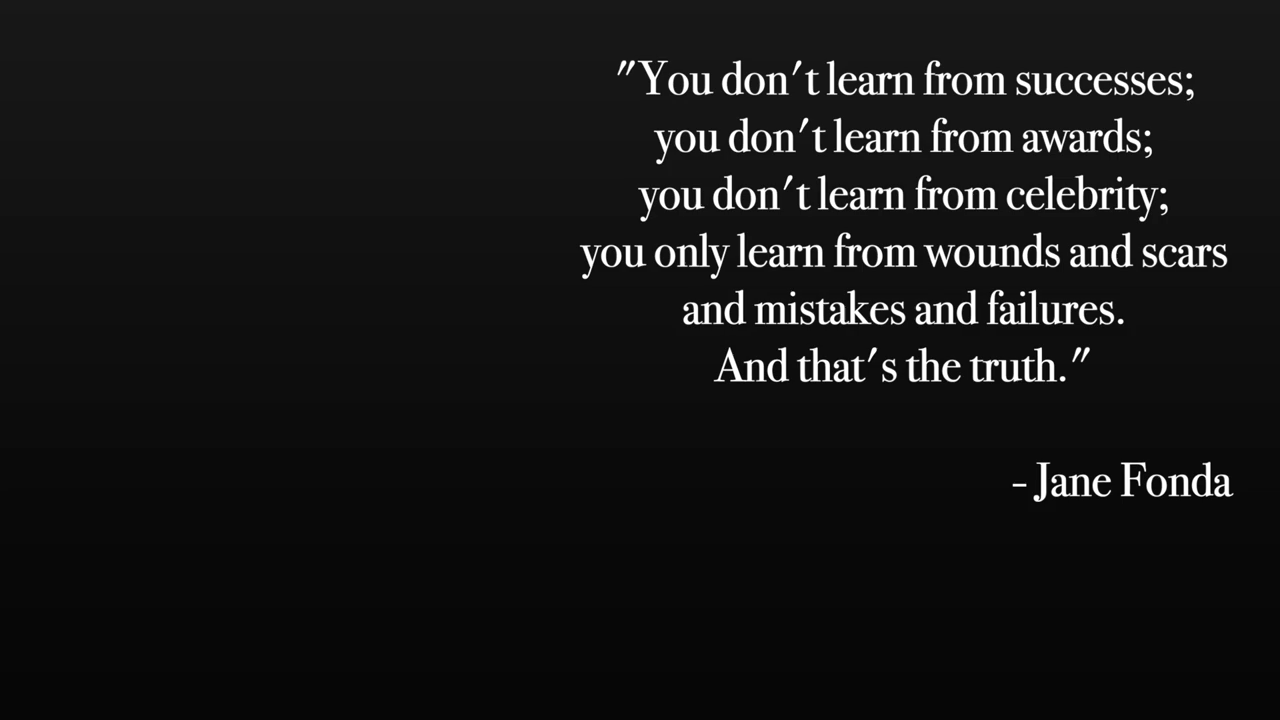 "You don't learn from successes;
you don't learn from awards;
you don't learn from celebrity;
you only learn from wounds and scars
and mistakes and failures.
And that's the truth."
- Jane Fonda